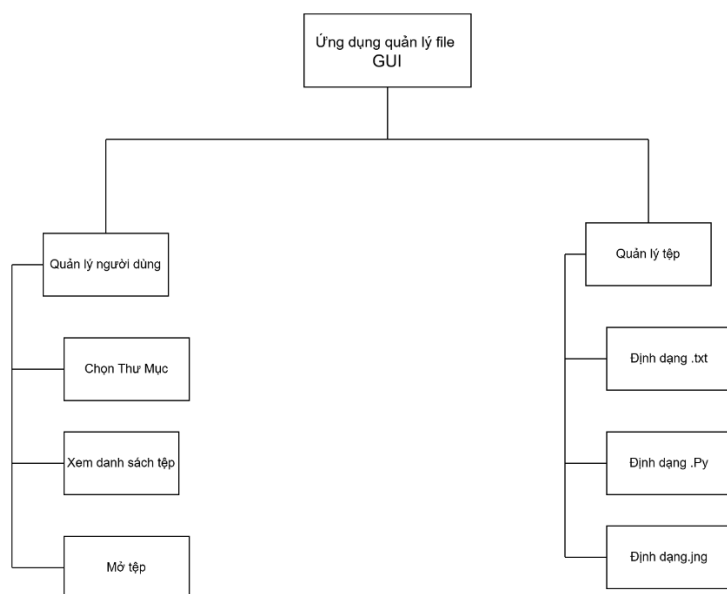 Ứng dụng quản lý file
GUI
Quản lý người dùng
Chọn Thư Mục
Xem danh sách tệp
Mở tệp
Quản lý tệp
Định dạng .txt
Định dạng .Py
Định dạng.jng